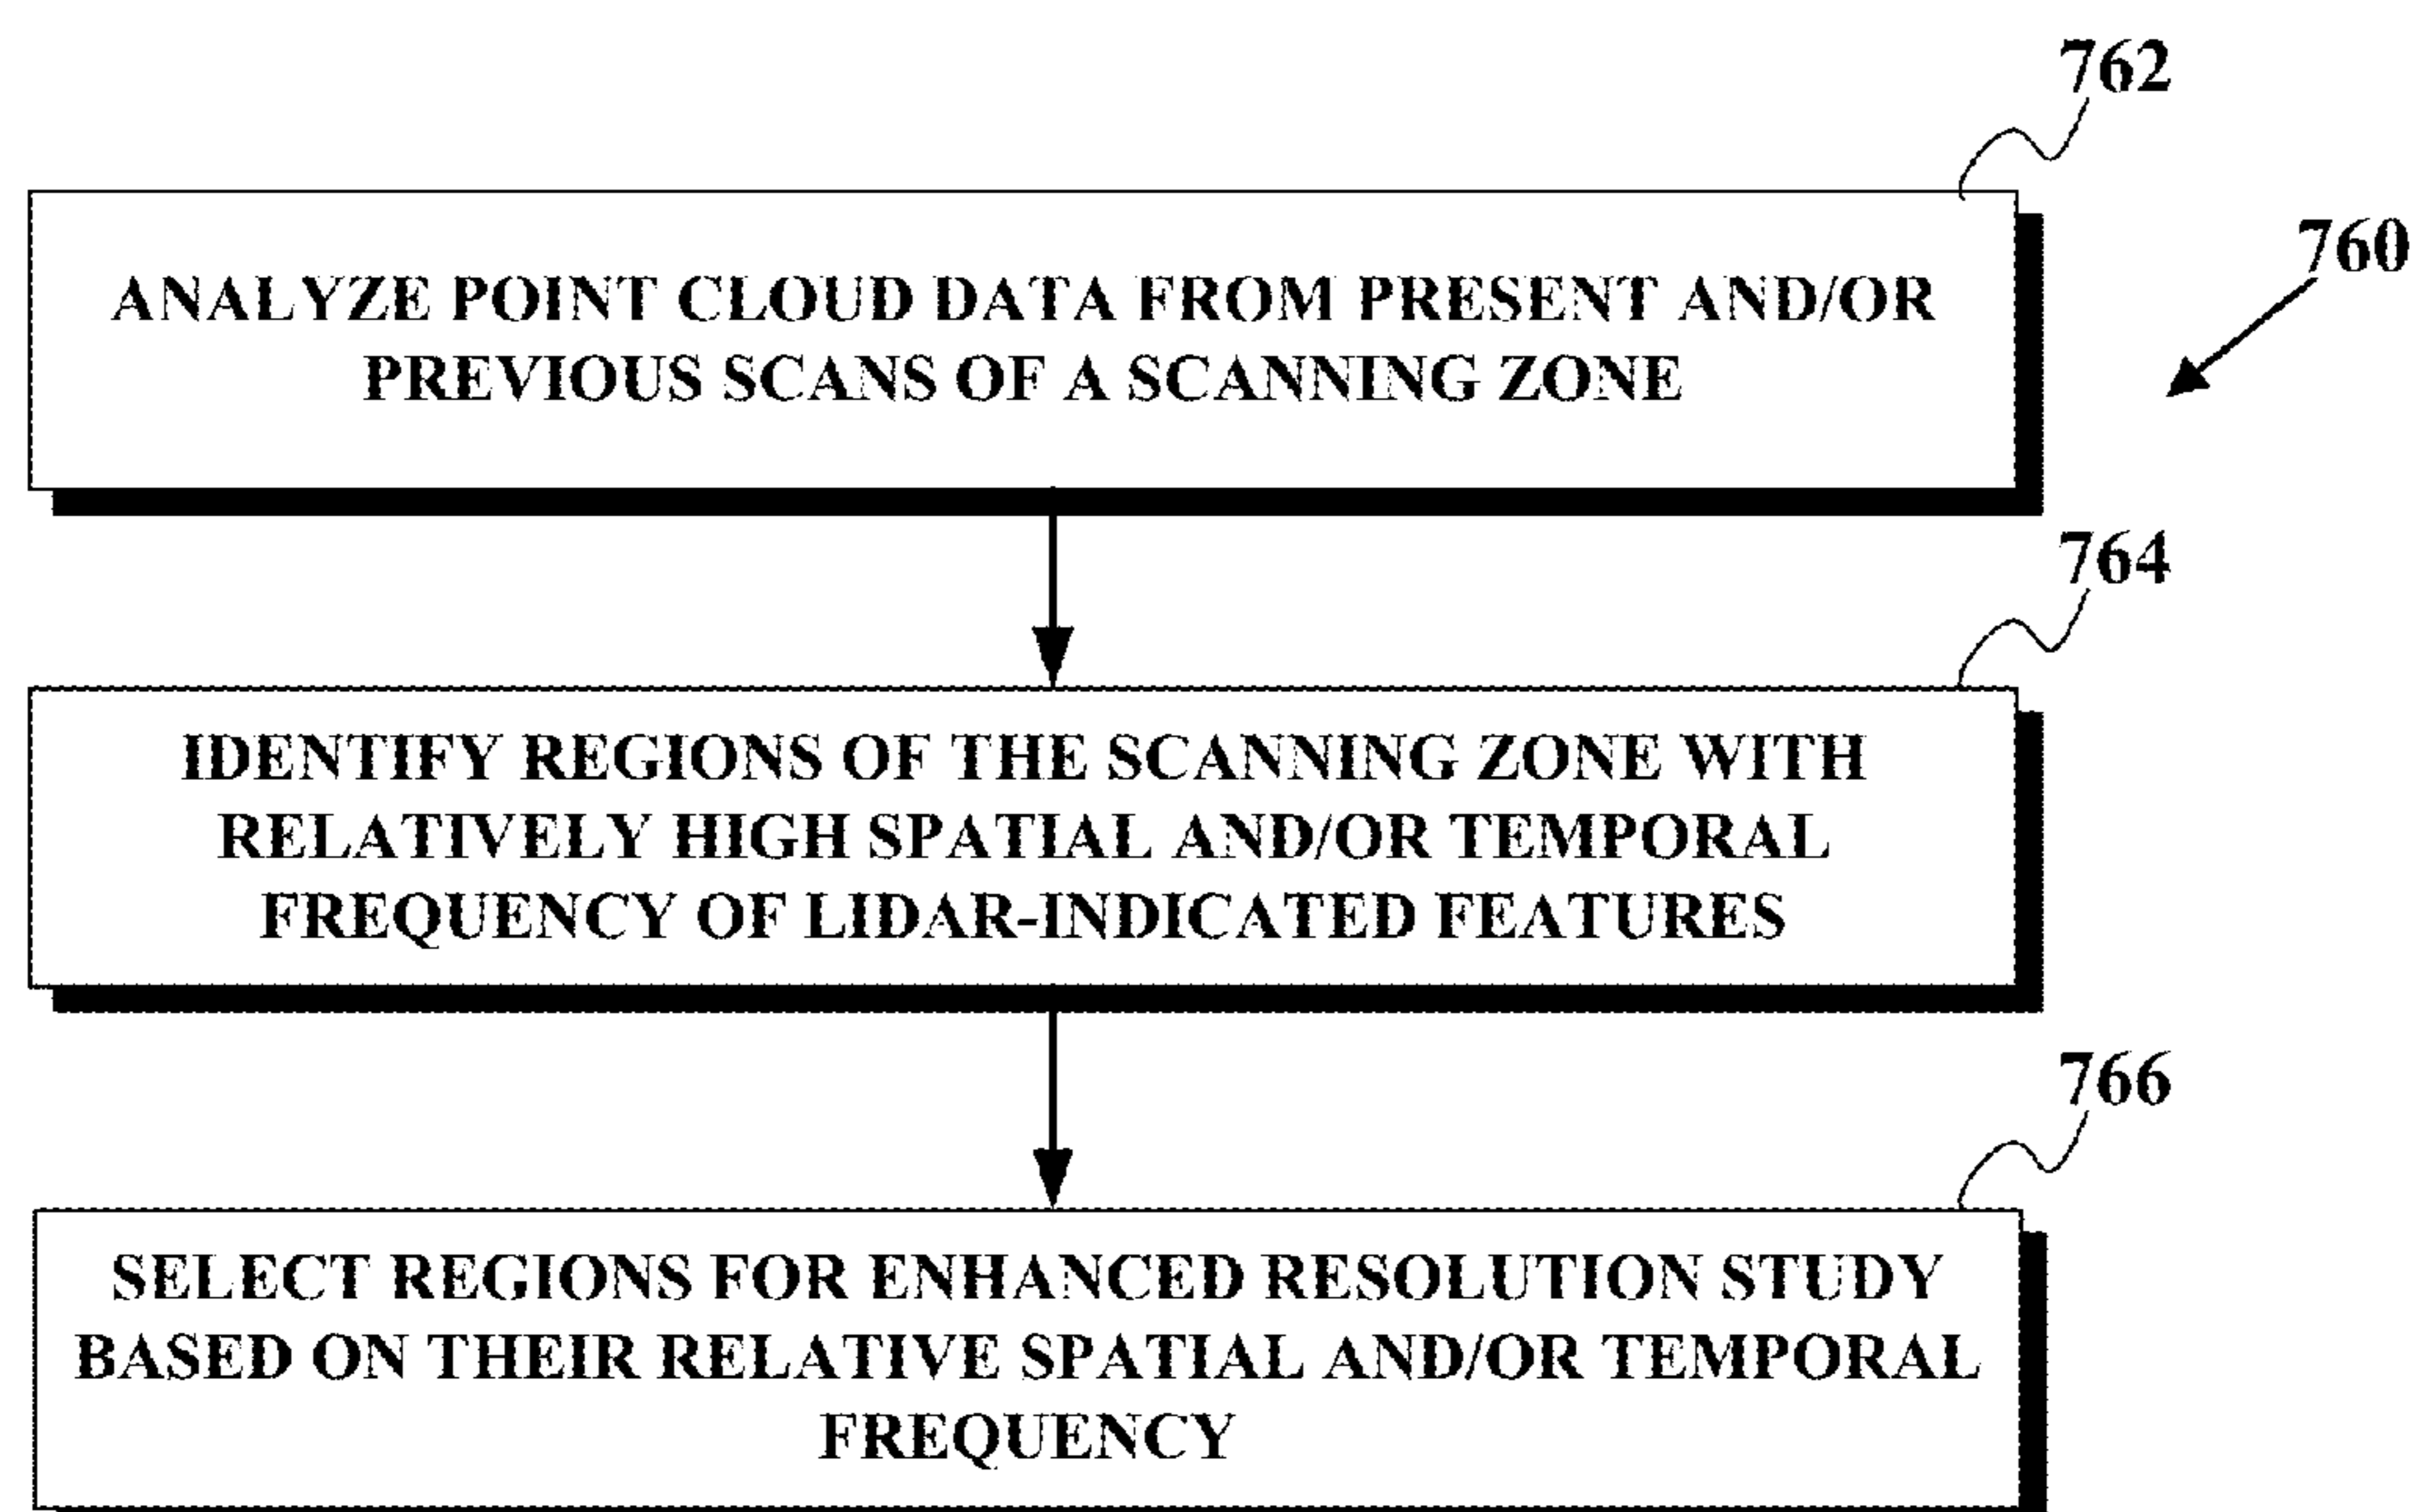 762
760
ANALYZE POINT CLOUD DATA FROM PRESENT AND/OR
PREVIOUS SCANS OF A SCANNING ZONE
764
IDENTIFY REGIONS OF THE SCANNING ZONE WITH
RELATIVELY HIGH SPATIAL AND/OR TEMPORAL
FREQUENCY OF LIDAR-INDICATED FEATURES
766
SELECT REGIONS FOR ENHANCED RESOLUTION STUDY
BASED ON THEIR RELATIVE SPATIAL AND/OR TEMPORAL
FREQUENCY